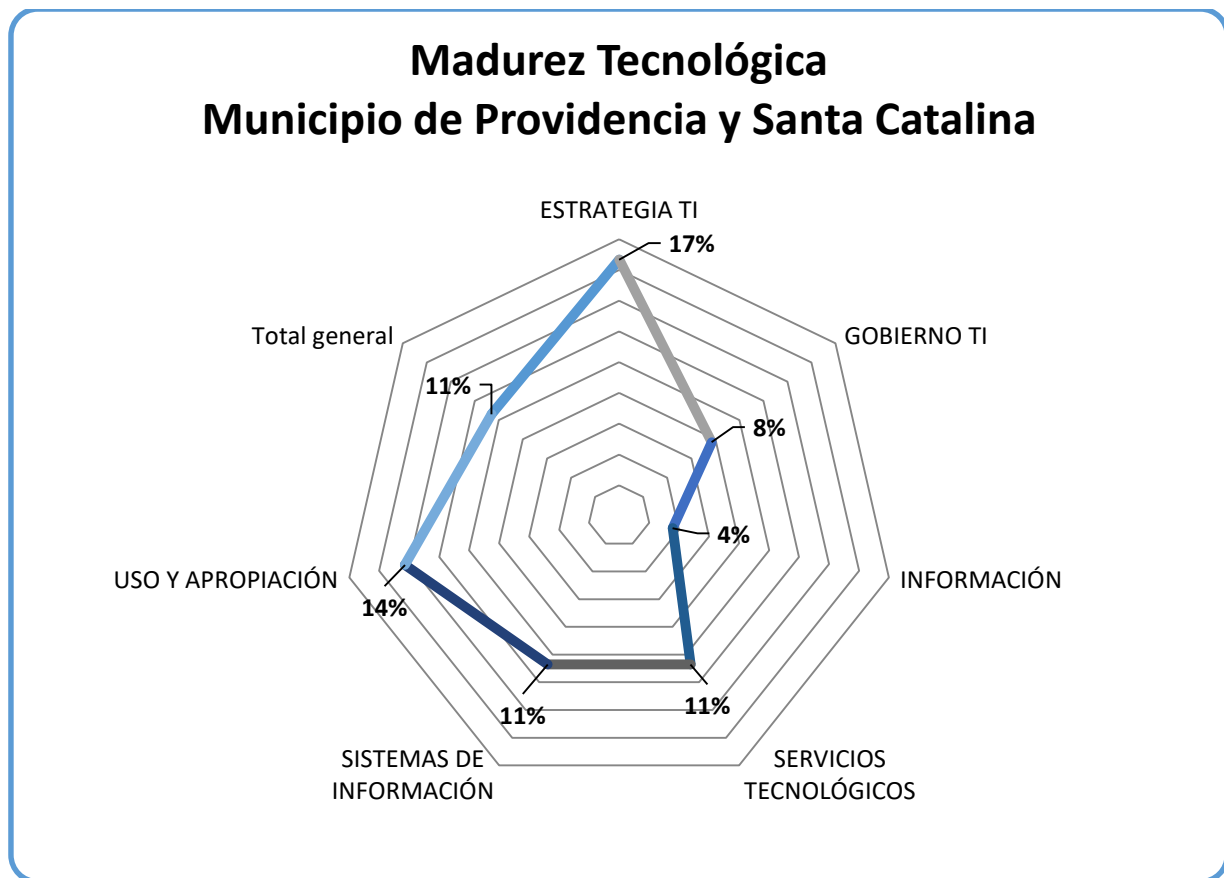 Madurez Tecnológica
Municipio de Providencia y Santa Catalina
ESTRATEGIA TI
17%
Total general
GOBIERNO TI
11%
8%
4%
USO Y APROPIACIÓN
INFORMACIÓN
14%
11%
11%
SISTEMAS DE
INFORMACIÓN
SERVICIOS
TECNOLÓGICOS